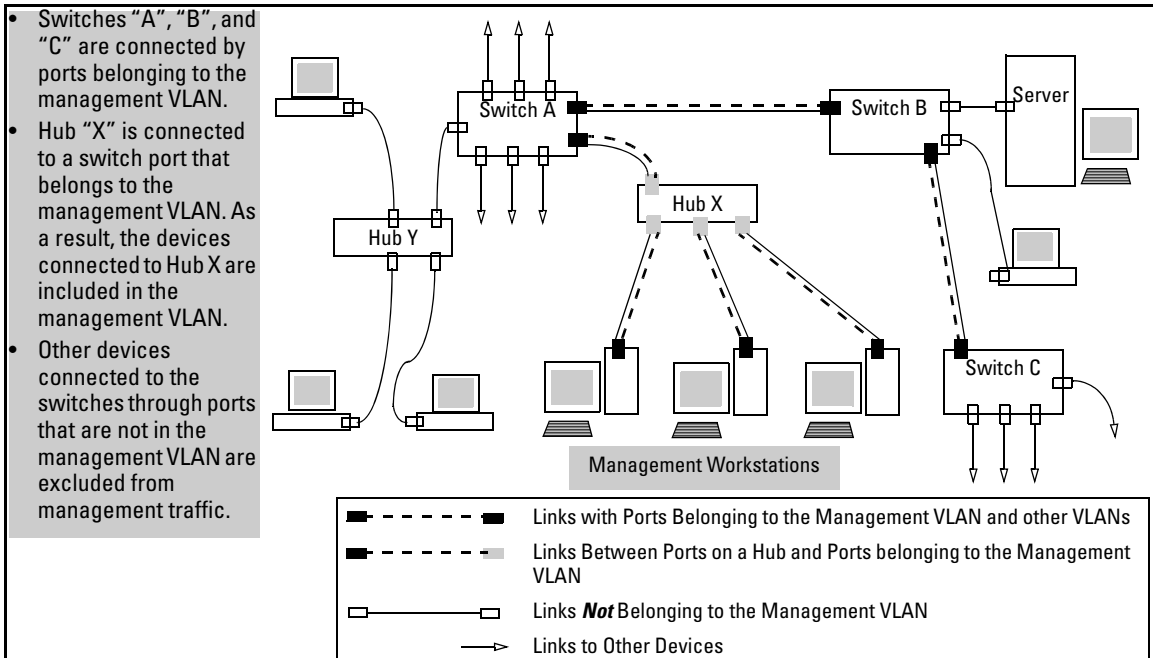 • Switches “A”, “B”, and
“C” are connected by
ports belonging to the
management VLAN.
• Hub “X” is connected
to a switch port that
belongs to the
management VLAN. As
a result, the devices
connected to Hub X are
included in the
management VLAN.
• Other devices
connected to the
switches through ports
that are not in the
management VLAN are
excluded from
management traffic.
Switch A
Switch B
Server
Hub X
Hub Y
Switch C
Management Workstations
Links with Ports Belonging to the Management VLAN and other VLANs
Links Between Ports on a Hub and Ports belonging to the Management
VLAN
Links Not Belonging to the Management VLAN
Links to Other Devices